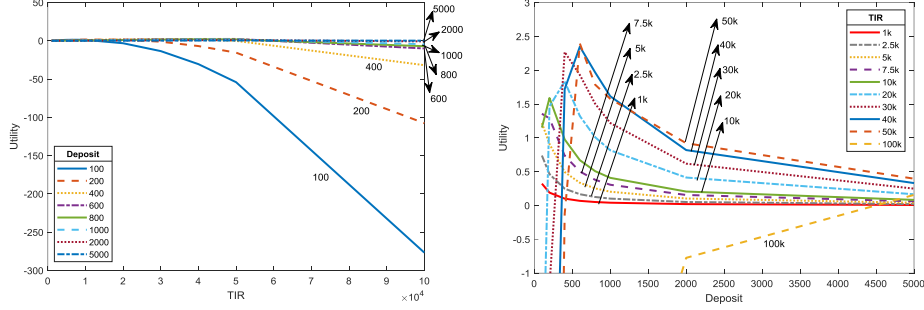 50
0
-50
-100
-150
-200
-250
-300
Utility
0
1
2
3
4
5
6
7
8
9
10
TIR
×10⁴
Deposit
100
200
400
600
800
1000
2000
5000
100
200
400
5000
2000
1000
800
600
3
2.5
2
1.5
1
0.5
0
-0.5
-1
Utility
0
500
1000
1500
2000
2500
3000
3500
4000
4500
5000
Deposit
7.5k
5k
2.5k
1k
50k
40k
30k
20k
10k
100k
TIR
1k
2.5k
5k
7.5k
10k
20k
30k
40k
50k
100k